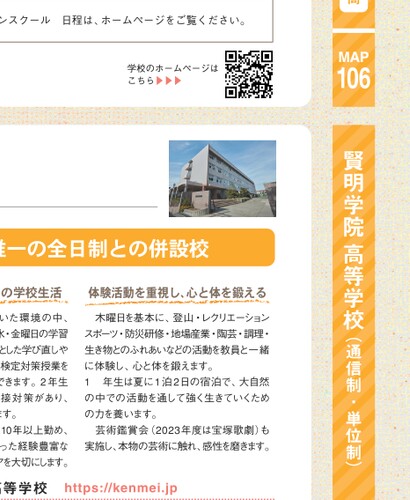 ンスクール　日程は、ホームページをご覧ください。
学校のホームページは
こちら▶▶▶
MAP
106
賢明学院 高等学校（通信制・単位制）
一の全日制との併設校
の学校生活
いた環境の中、
水・金曜日の学習
とした学び直しや
検定対策授業を
できます。2年生
接対策があり、
ます。
10年以上勤め、
った経験豊富な
アを大切にします。
体験活動を重視し、心と体を鍛える
木曜日を基本に、登山・レクリエーション
スポーツ・防災研修・地場産業・陶芸・調理・
生き物とのふれあいなどの活動を教員と一緒
に体験し、心と体を鍛えます。
1　年生は夏に1泊2日の宿泊で、大自然
の中での活動を通して強く生きていくため
の力を養います。
芸術鑑賞会（2023年度は宝塚歌劇）も
実施し、本物の芸術に触れ、感性を磨きます。
高等学校　https://kenmei.jp